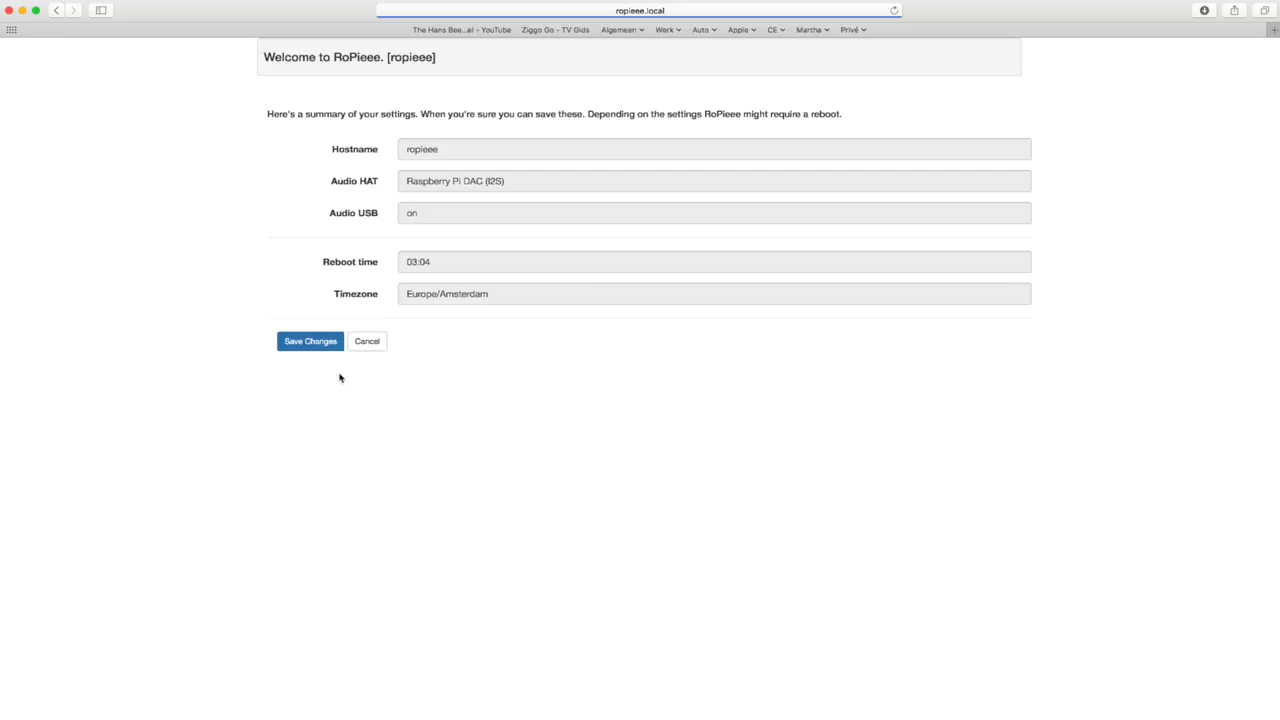 ropieee.local
The Hans Bee...el - YouTube Ziggo Go - TV Gids Algemeen Werk Auto Apple CE Martha Privé
Welcome to RoPieee. [ropieee]
Here's a summary of your settings. When you're sure you can save these. Depending on the settings RoPieee might require a reboot.
Hostname ropieee
Audio HAT Raspberry Pi DAC (I2S)
Audio USB on
Reboot time 03:04
Timezone Europe/Amsterdam
Save Changes Cancel